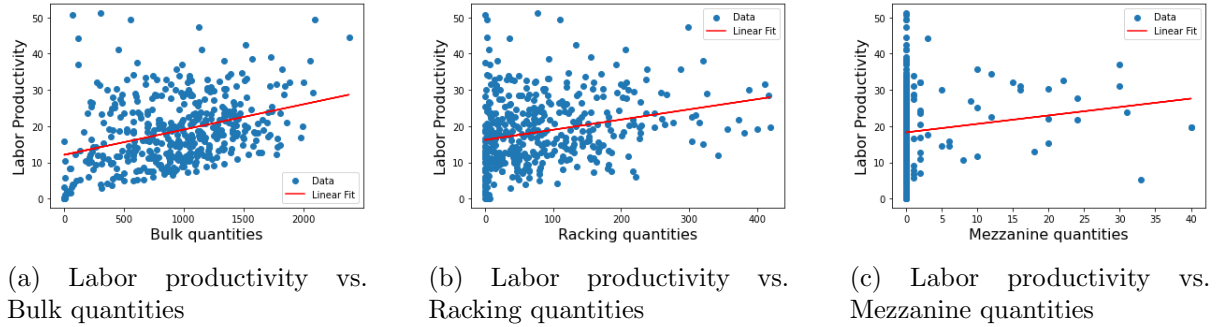 50
40
30
20
10
0
Labor Productivity
Data
Linear Fit
0
500
1000
1500
2000
Bulk quantities
50
40
30
20
10
0
Labor Productivity
Data
Linear Fit
0
100
200
300
400
Racking quantities
50
40
30
20
10
0
Labor Productivity
Data
Linear Fit
0
5
10
15
20
25
30
35
40
Mezzanine quantities
(a) Labor productivity vs.
Bulk quantities
(b) Labor productivity vs.
Racking quantities
(c) Labor productivity vs.
Mezzanine quantities